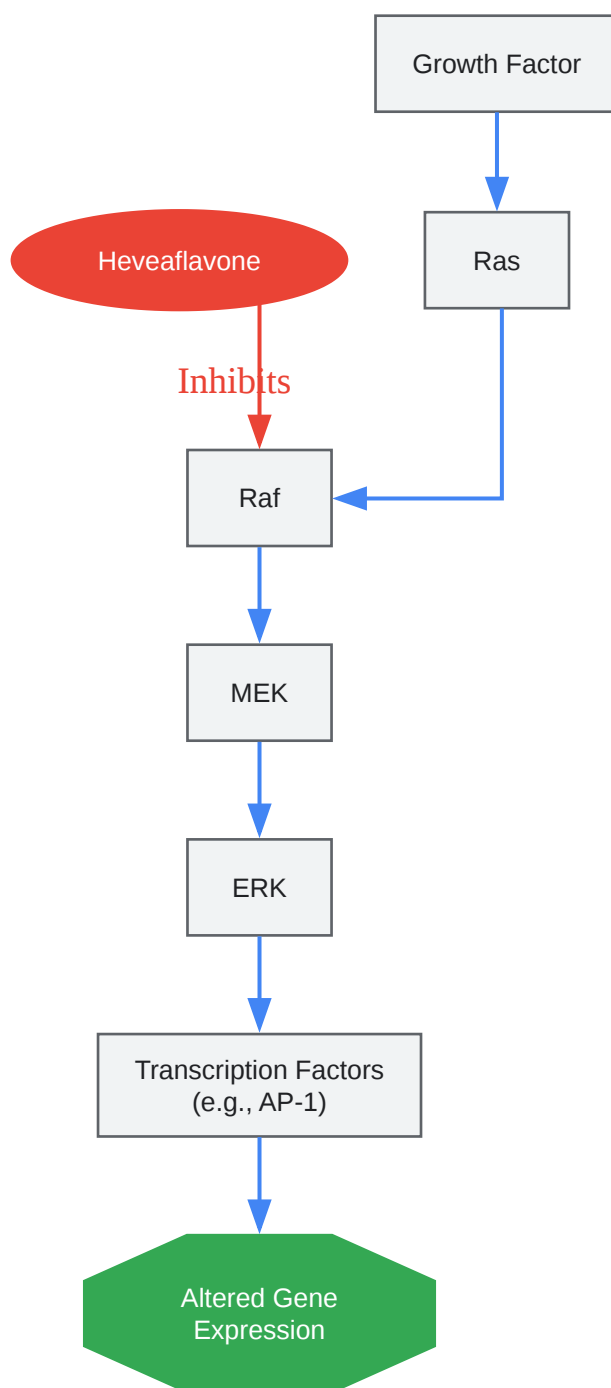 Growth Factor
Heveaflavone
Ras
Inhibits
Raf
MEK
ERK
Transcription Factors
(e.g., AP-1)
Altered Gene
Expression